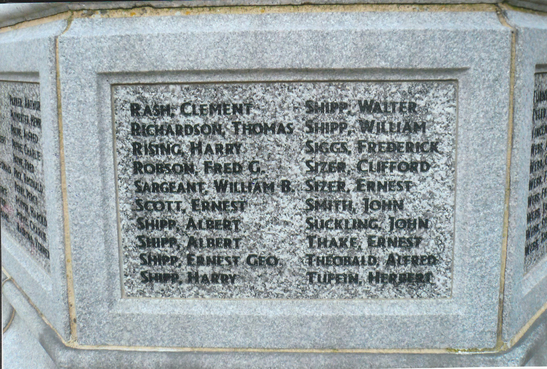 RASH, CLEMENT
RICHARDSON, THOMAS
RISING, HARRY
ROBSON, FRED G.
SARGEANT, WILLIAM B.
SCOTT, ERNEST
SHIPP, ALBERT
SHIPP, ALBERT
SHIPP, ERNEST GEO.
SHIPP, HARRY
SHIPP, WALTER
SHIPP, WILLIAM
SIGGS, FREDERICK
SIZER, CLIFFORD
SIZER, ERNEST
SMITH, JOHN
SUCKLING, JOHN
THAKE, ERNEST
THEOBALD, ALFRED
TUFFIN, HERBERT